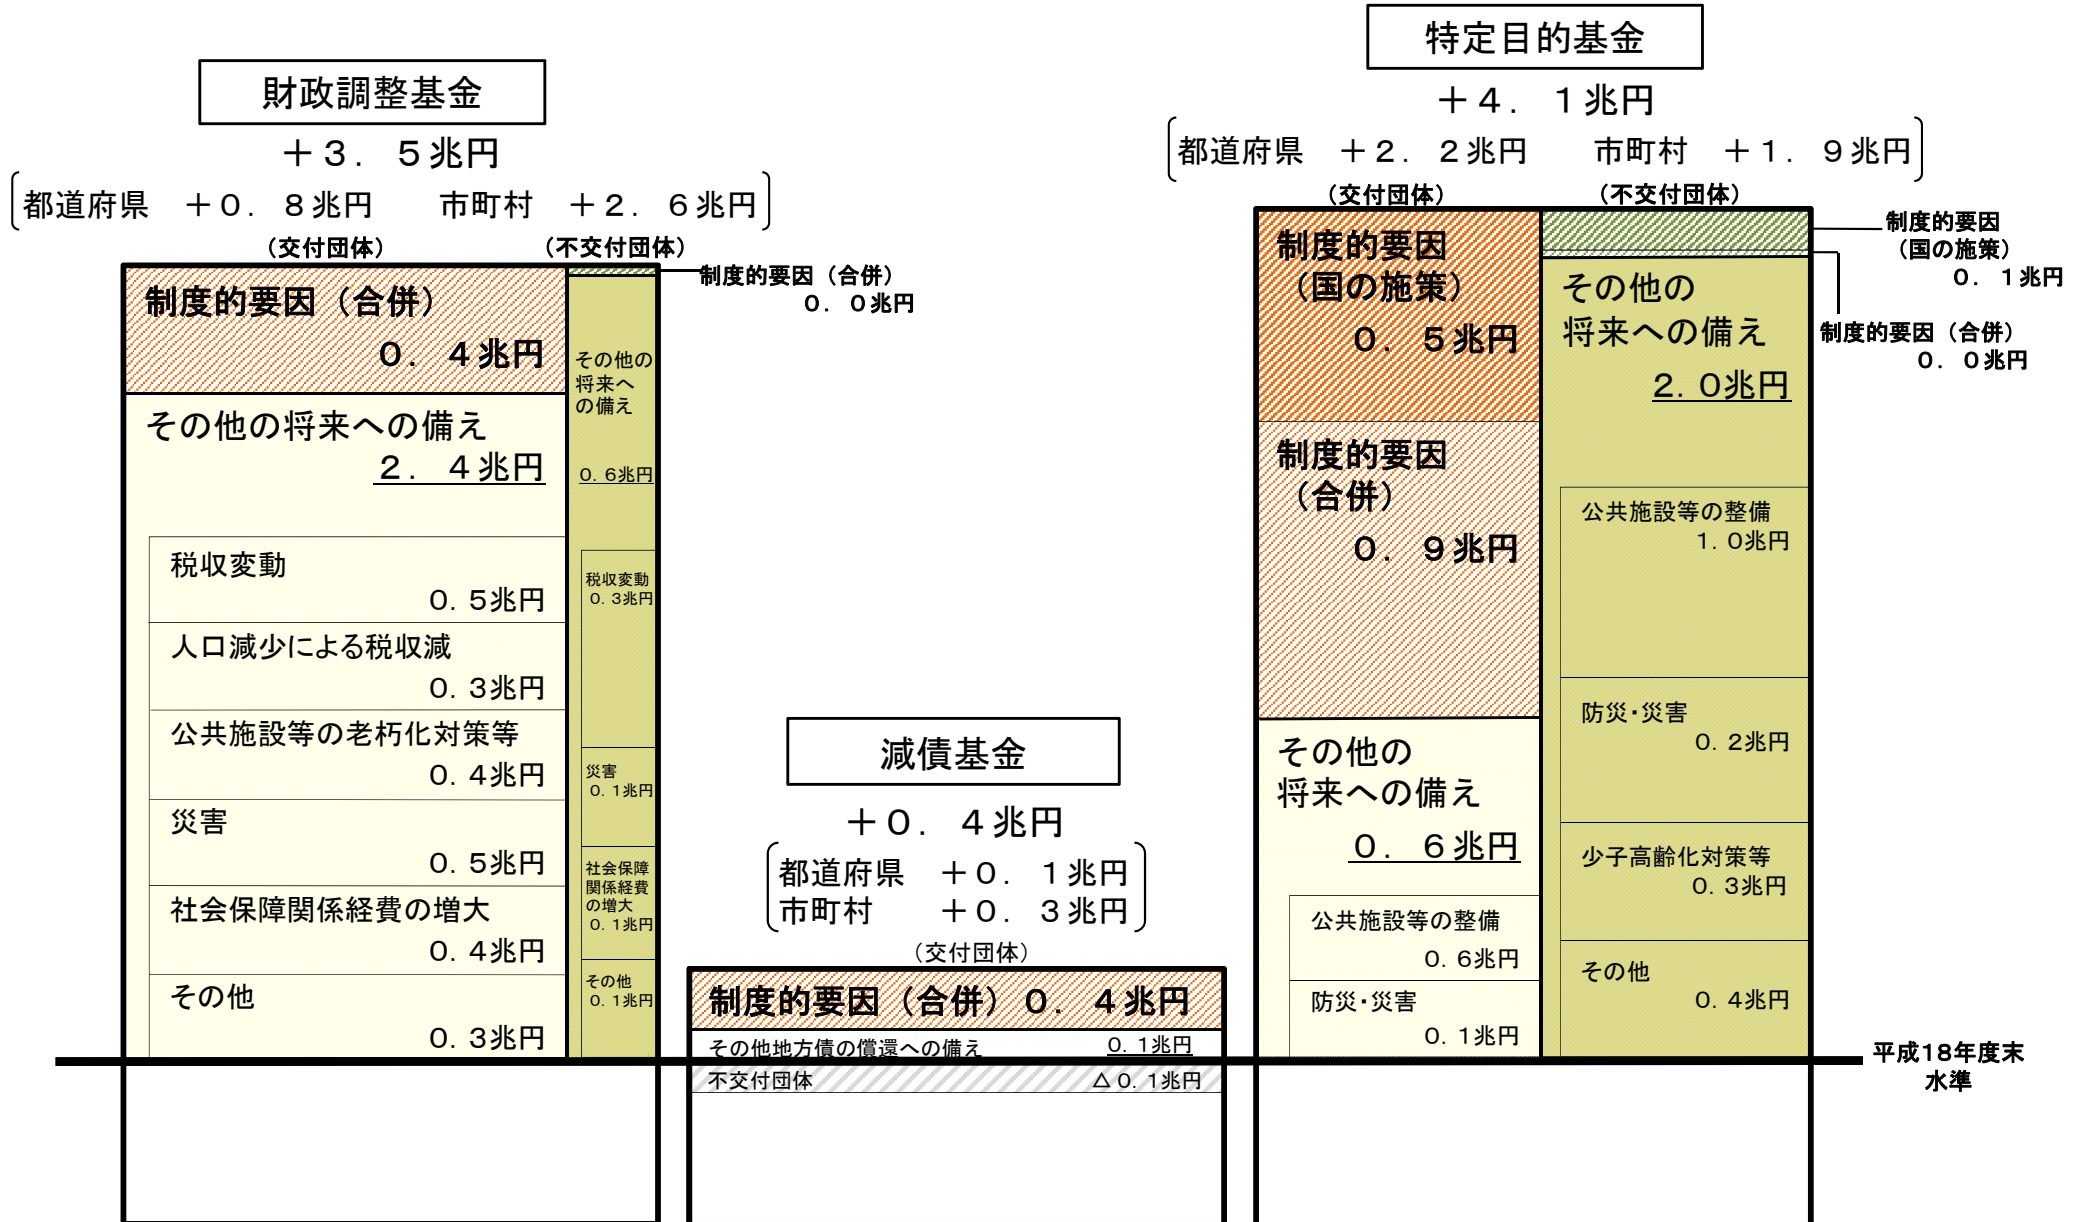 財政調整基金
＋３．５兆円
都道府県　＋０．８兆円　　市町村　＋２．６兆円
（交付団体）
（不交付団体）
制度的要因（合併）
０．４兆円
制度的要因（合併）
０．０兆円
その他の将来への備え
２．４兆円
税収変動
０．５兆円
人口減少による税収減
０．３兆円
公共施設等の老朽化対策等
０．４兆円
災害
０．５兆円
社会保障関係経費の増大
０．４兆円
その他
０．３兆円
その他の
将来へ
の備え
０．６兆円
税収変動
０．３兆円
災害
０．１兆円
社会保障
関係経費
の増大
０．１兆円
その他
０．１兆円
減債基金
＋０．４兆円
都道府県　＋０．１兆円
市町村　　＋０．３兆円
（交付団体）
制度的要因（合併）０．４兆円
その他地方債の償還への備え　０．１兆円
不交付団体　△０．１兆円
特定目的基金
＋４．１兆円
都道府県　＋２．２兆円　　市町村　＋１．９兆円
（交付団体）
（不交付団体）
制度的要因
（国の施策）
０．５兆円
制度的要因
（合併）
０．９兆円
その他の
将来への備え
０．６兆円
公共施設等の整備
０．６兆円
防災・災害
０．１兆円
制度的要因
（国の施策）
０．１兆円
制度的要因（合併）
０．０兆円
その他の
将来への備え
２．０兆円
公共施設等の整備
１．０兆円
防災・災害
０．２兆円
少子高齢化対策等
０．３兆円
その他
０．４兆円
平成18年度末
水準